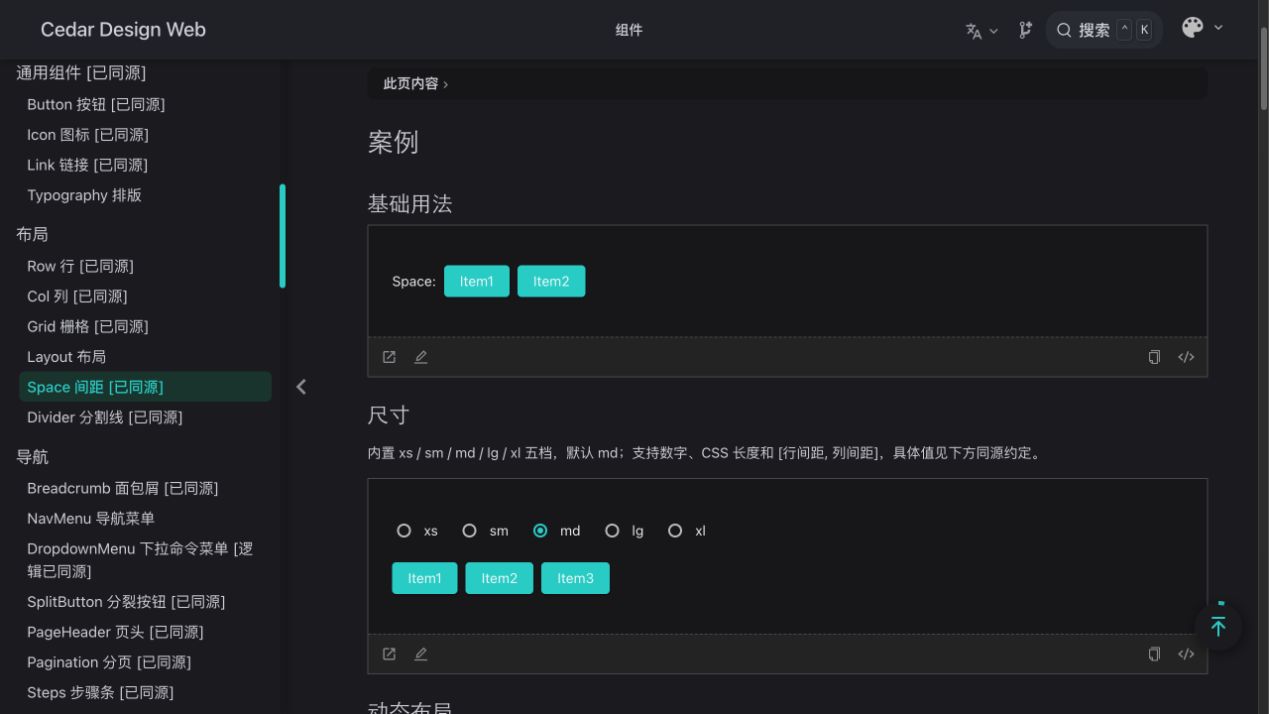 Cedar Design Web
组件
搜索 ^ K
通用组件 [已同源]
Button 按钮 [已同源]
Icon 图标 [已同源]
Link 链接 [已同源]
Typography 排版
布局
Row 行 [已同源]
Col 列 [已同源]
Grid 栅格 [已同源]
Layout 布局
Space 间距 [已同源]
Divider 分割线 [已同源]
导航
Breadcrumb 面包屑 [已同源]
NavMenu 导航菜单
DropdownMenu 下拉命令菜单 [逻
辑已同源]
SplitButton 分裂按钮 [已同源]
PageHeader 页头 [已同源]
Pagination 分页 [已同源]
Steps 步骤条 [已同源]
此页内容 ›
案例
基础用法
Space: Item1 Item2
尺寸
内置 xs / sm / md / lg / xl 五档，默认 md；支持数字、CSS 长度和 [行间距, 列间距]，具体值见下方同源约定。
xs sm md lg xl
Item1 Item2 Item3
动态布局